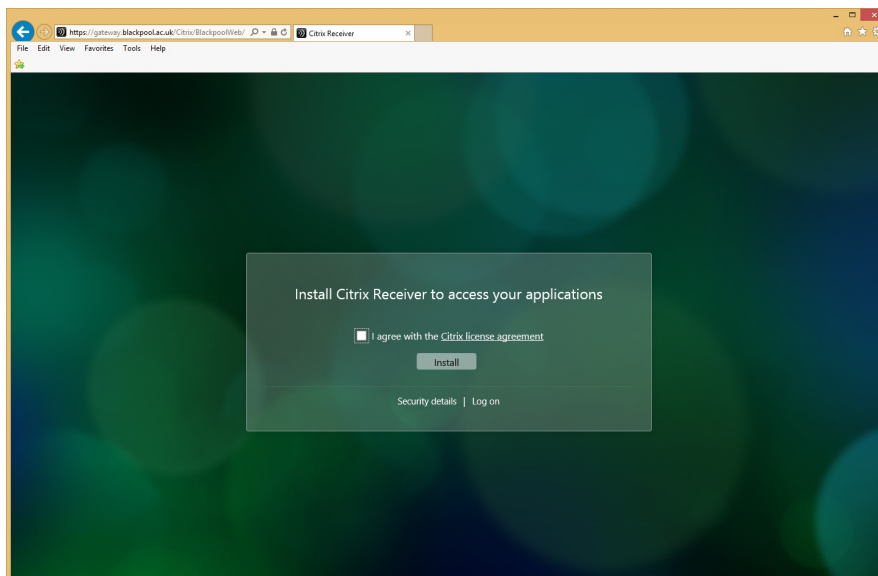 https://gateway.blackpool.ac.uk/Citrix/BlackpoolWeb/
Citrix Receiver
File Edit View Favorites Tools Help
Install Citrix Receiver to access your applications
I agree with the Citrix license agreement
Install
Security details | Log on